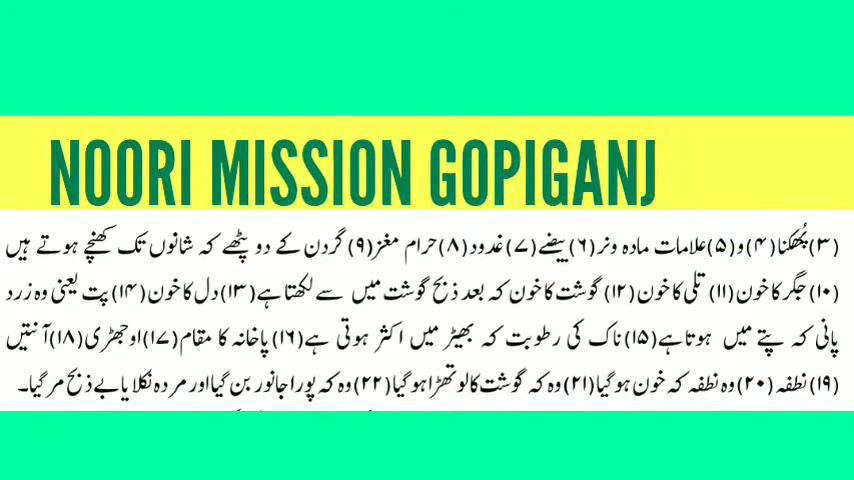 NOORI MISSION GOPIGANJ
(۳) پُھکنا (۴) و (۵) علامات مادہ ونر (۶) بیضے (۷) غدود (۸) حرام مغز (۹) گردن کے دو پٹھے کہ شانوں تک کھنچے ہوتے ہیں
(۱۰) جگر کا خون (۱۱) تلی کا خون (۱۲) گوشت کا خون کہ بعد ذبح گوشت میں سے لکھتا ہے (۱۳) دل کا خون (۱۴) پت یعنی وہ زرد
پانی کہ پتے میں ہوتا ہے (۱۵) ناک کی رطوبت کہ بھیڑ میں اکثر ہوتی ہے (۱۶) پاخانہ کا مقام (۱۷) اوجھڑی (۱۸) آنتیں
(۱۹) نطفہ (۲۰) وہ نطفہ کہ خون ہو گیا (۲۱) وہ کہ گوشت کا لوتھڑا ہو گیا (۲۲) وہ کہ پورا جانور بن گیا اور مردہ نکلا یا بے ذبح مر گیا۔